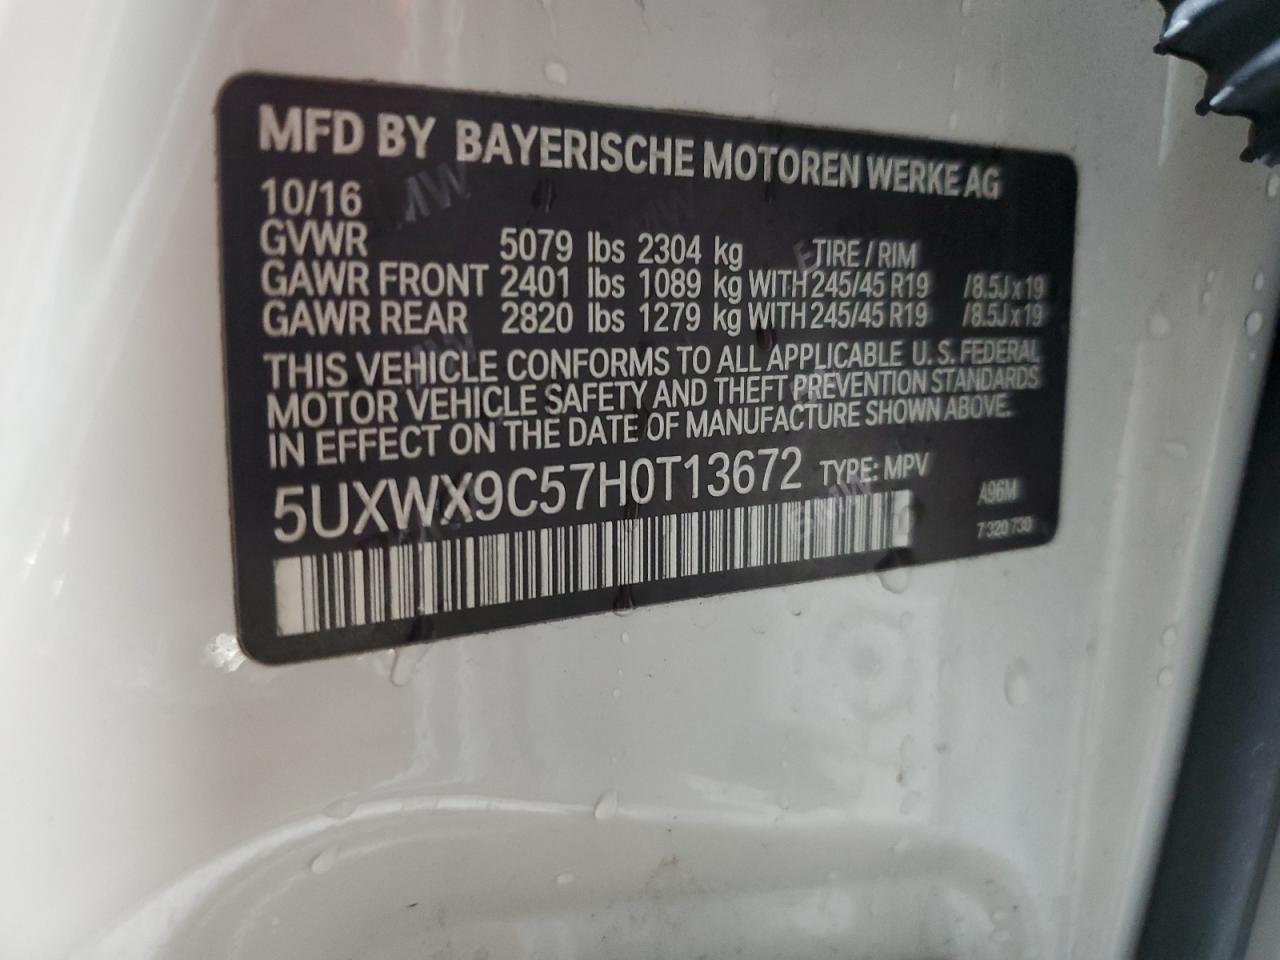 MFD BY BAYERISCHE MOTOREN WERKE AG
10/16
GVWR 5079 lbs 2304 kg TIRE / RIM
GAWR FRONT 2401 lbs 1089 kg WITH 245/45 R19 /8.5J x 19
GAWR REAR 2820 lbs 1279 kg WITH 245/45 R19 /8.5J x 19
THIS VEHICLE CONFORMS TO ALL APPLICABLE U.S. FEDERAL
MOTOR VEHICLE SAFETY AND THEFT PREVENTION STANDARDS
IN EFFECT ON THE DATE OF MANUFACTURE SHOWN ABOVE.
5UXWX9C57H0T13672 TYPE: MPV
A96M
7 320 730